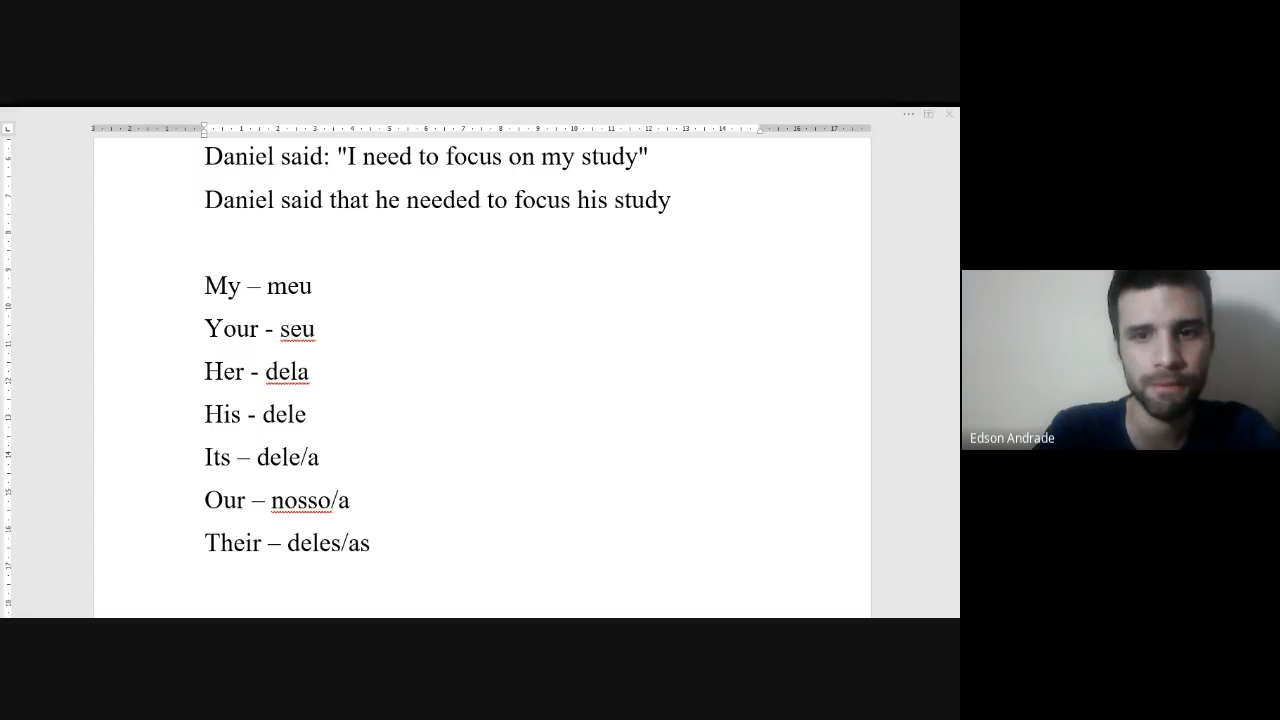 Daniel said: "I need to focus on my study"
Daniel said that he needed to focus his study
My – meu
Your - seu
Her - dela
His - dele
Its – dele/a
Our – nosso/a
Their – deles/as
Edson Andrade